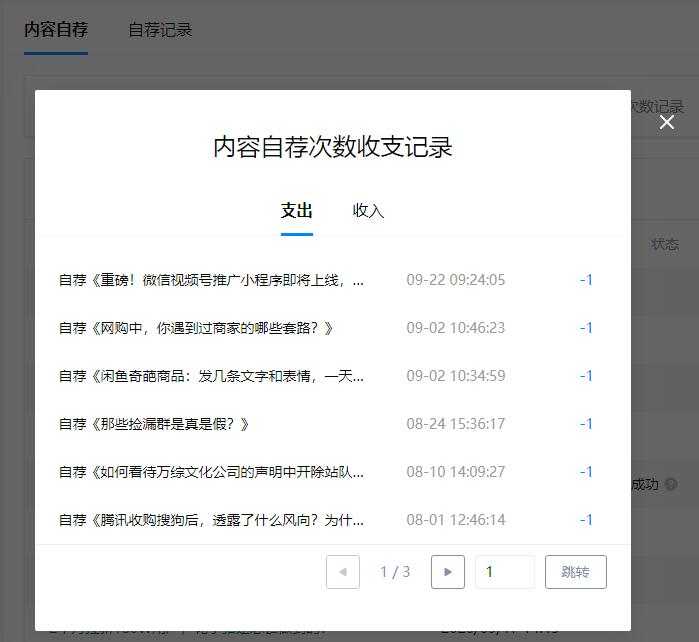 内容自荐 自荐记录
次数记录
内容自荐次数收支记录
支出 收入
状态
自荐《重磅！微信视频号推广小程序即将上线，... 09-22 09:24:05 -1
自荐《网购中，你遇到过商家的哪些套路？》 09-02 10:46:23 -1
自荐《闲鱼奇葩商品：发几条文字和表情，一天... 09-02 10:34:59 -1
自荐《那些捡漏群是真是假？》 08-24 15:36:17 -1
自荐《如何看待万综文化公司的声明中开除站队... 08-10 14:09:27 -1
成功
自荐《腾讯收购搜狗后，透露了什么风向？为什... 08-01 12:46:14 -1
1 / 3 1 跳转